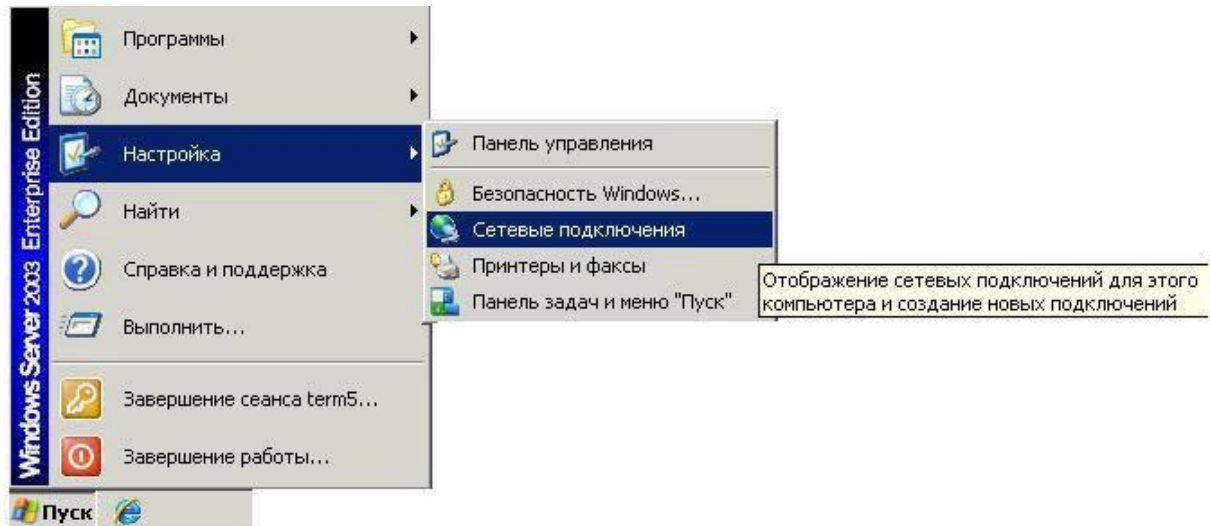 Windows Server 2003 Enterprise Edition
Программы
Документы
Настройка
Найти
Справка и поддержка
Выполнить...
Завершение сеанса term5...
Завершение работы...
Панель управления
Безопасность Windows...
Сетевые подключения
Принтеры и факсы
Панель задач и меню "Пуск"
Отображение сетевых подключений для этого
компьютера и создание новых подключений
Пуск